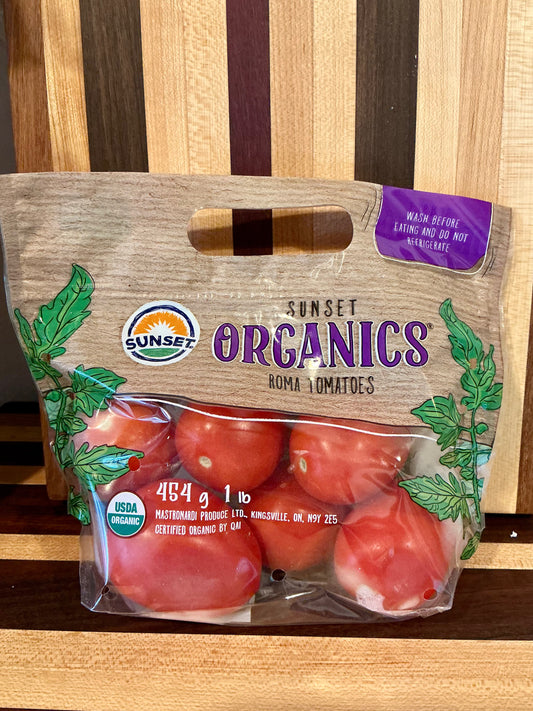 WASH BEFORE
EATING AND DO NOT
REFRIGERATE
SUNSET
ORGANICS®
ROMA TOMATOES
SUNSET.
454 g 1 lb
MASTRONARDI PRODUCE LTD., KINGSVILLE, ON, N9Y 2E5
CERTIFIED ORGANIC BY QAI
USDA
ORGANIC